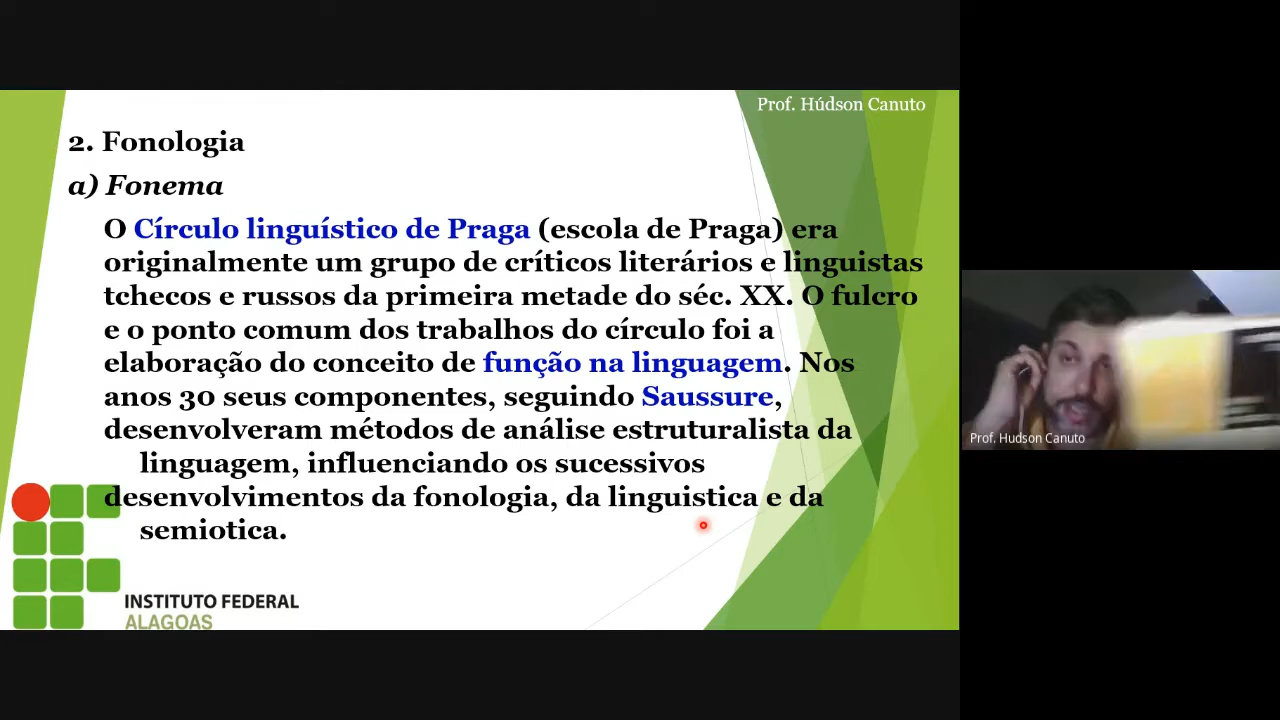 Prof. Húdson Canuto
2. Fonologia
a) Fonema
O Círculo linguístico de Praga (escola de Praga) era
originalmente um grupo de críticos literários e linguistas
tchecos e russos da primeira metade do séc. XX. O fulcro
e o ponto comum dos trabalhos do círculo foi a
elaboração do conceito de função na linguagem. Nos
anos 30 seus componentes, seguindo Saussure,
desenvolveram métodos de análise estruturalista da
linguagem, influenciando os sucessivos
desenvolvimentos da fonologia, da linguistica e da
semiotica.
INSTITUTO FEDERAL
ALAGOAS
Prof. Hudson Canuto